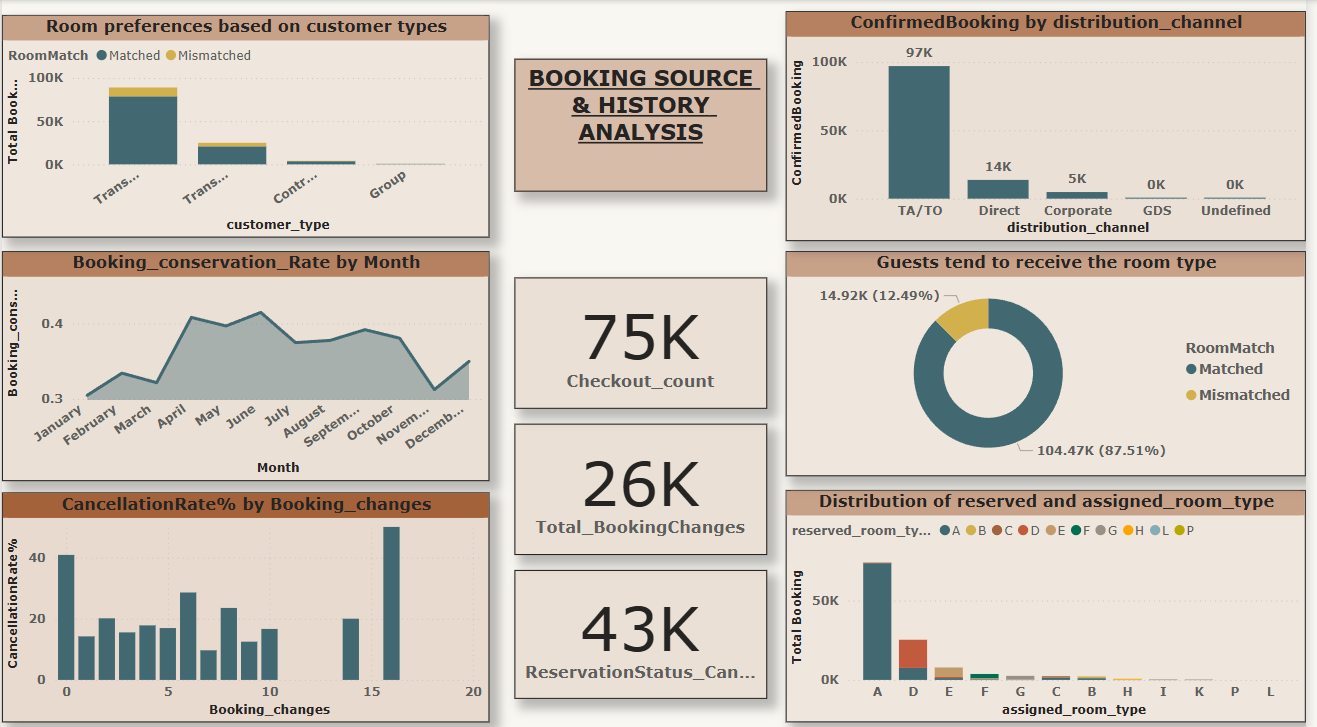 Room preferences based on customer types
RoomMatch Matched Mismatched
Total Book...
100K
50K
0K
Trans...
Trans...
Contr...
Group
customer_type
BOOKING SOURCE
& HISTORY
ANALYSIS
ConfirmedBooking by distribution_channel
ConfirmedBooking
100K
50K
0K
97K
14K
5K
0K
0K
TA/TO
Direct
Corporate
GDS
Undefined
distribution_channel
Booking_conservation_Rate by Month
Booking_cons...
0.4
0.3
January
February
March
April
May
June
July
August
Septem...
October
Novem...
Decemb...
Month
75K
Checkout_count
Guests tend to receive the room type
14.92K (12.49%)
104.47K (87.51%)
RoomMatch
Matched
Mismatched
CancellationRate% by Booking_changes
CancellationRate%
40
20
0
0 5 10 15 20
Booking_changes
26K
Total_BookingChanges
43K
ReservationStatus_Can...
Distribution of reserved and assigned_room_type
reserved_room_ty... A B C D E F G H L P
Total Booking
50K
0K
A D E F G C B H I K P L
assigned_room_type